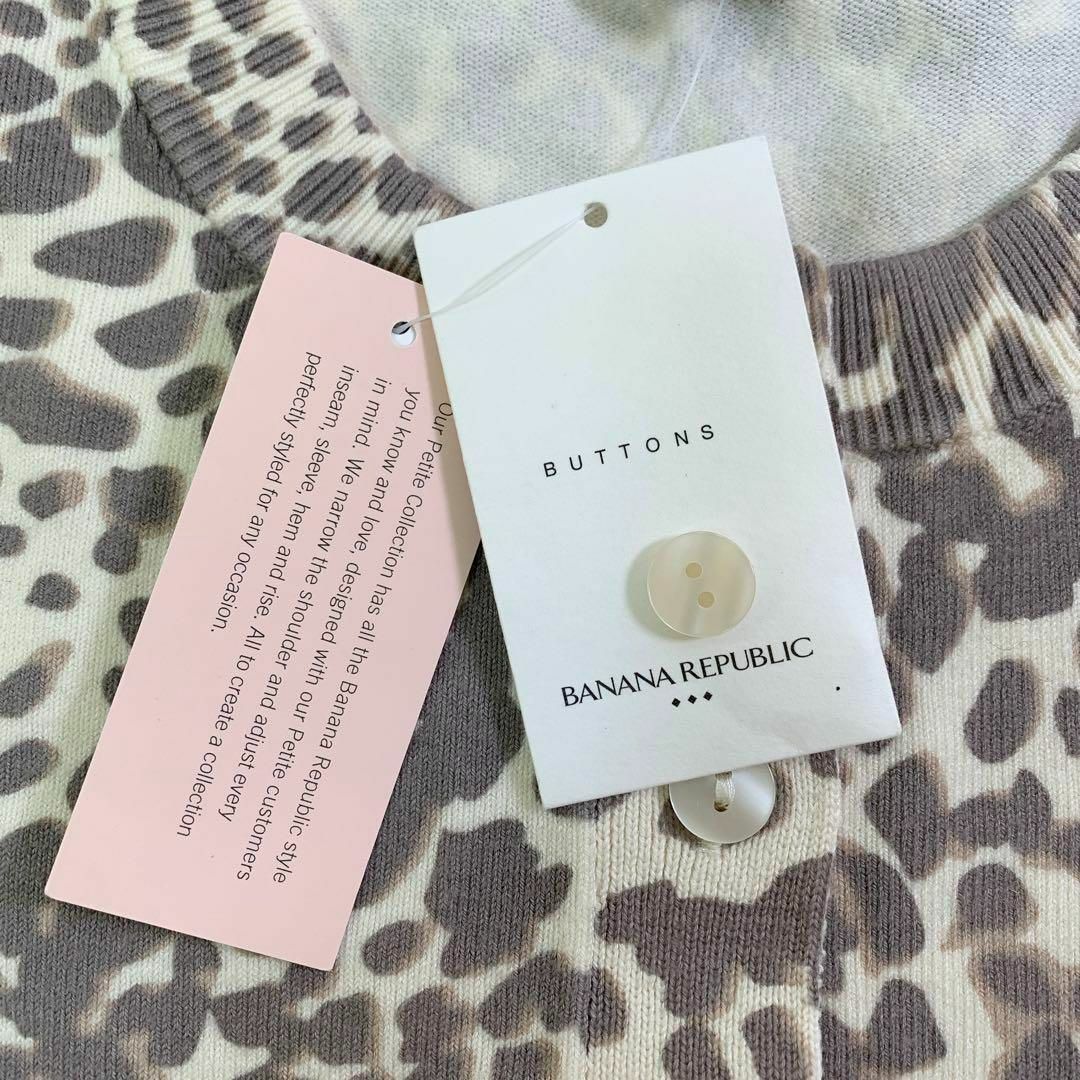 Our Petite Collection has all the Banana Republic style
you know and love, designed with our Petite customers
in mind. We narrow the shoulder and adjust every
inseam, sleeve, hem and rise. All to create a collection
perfectly styled for any occasion.
BUTTONS
BANANA REPUBLIC